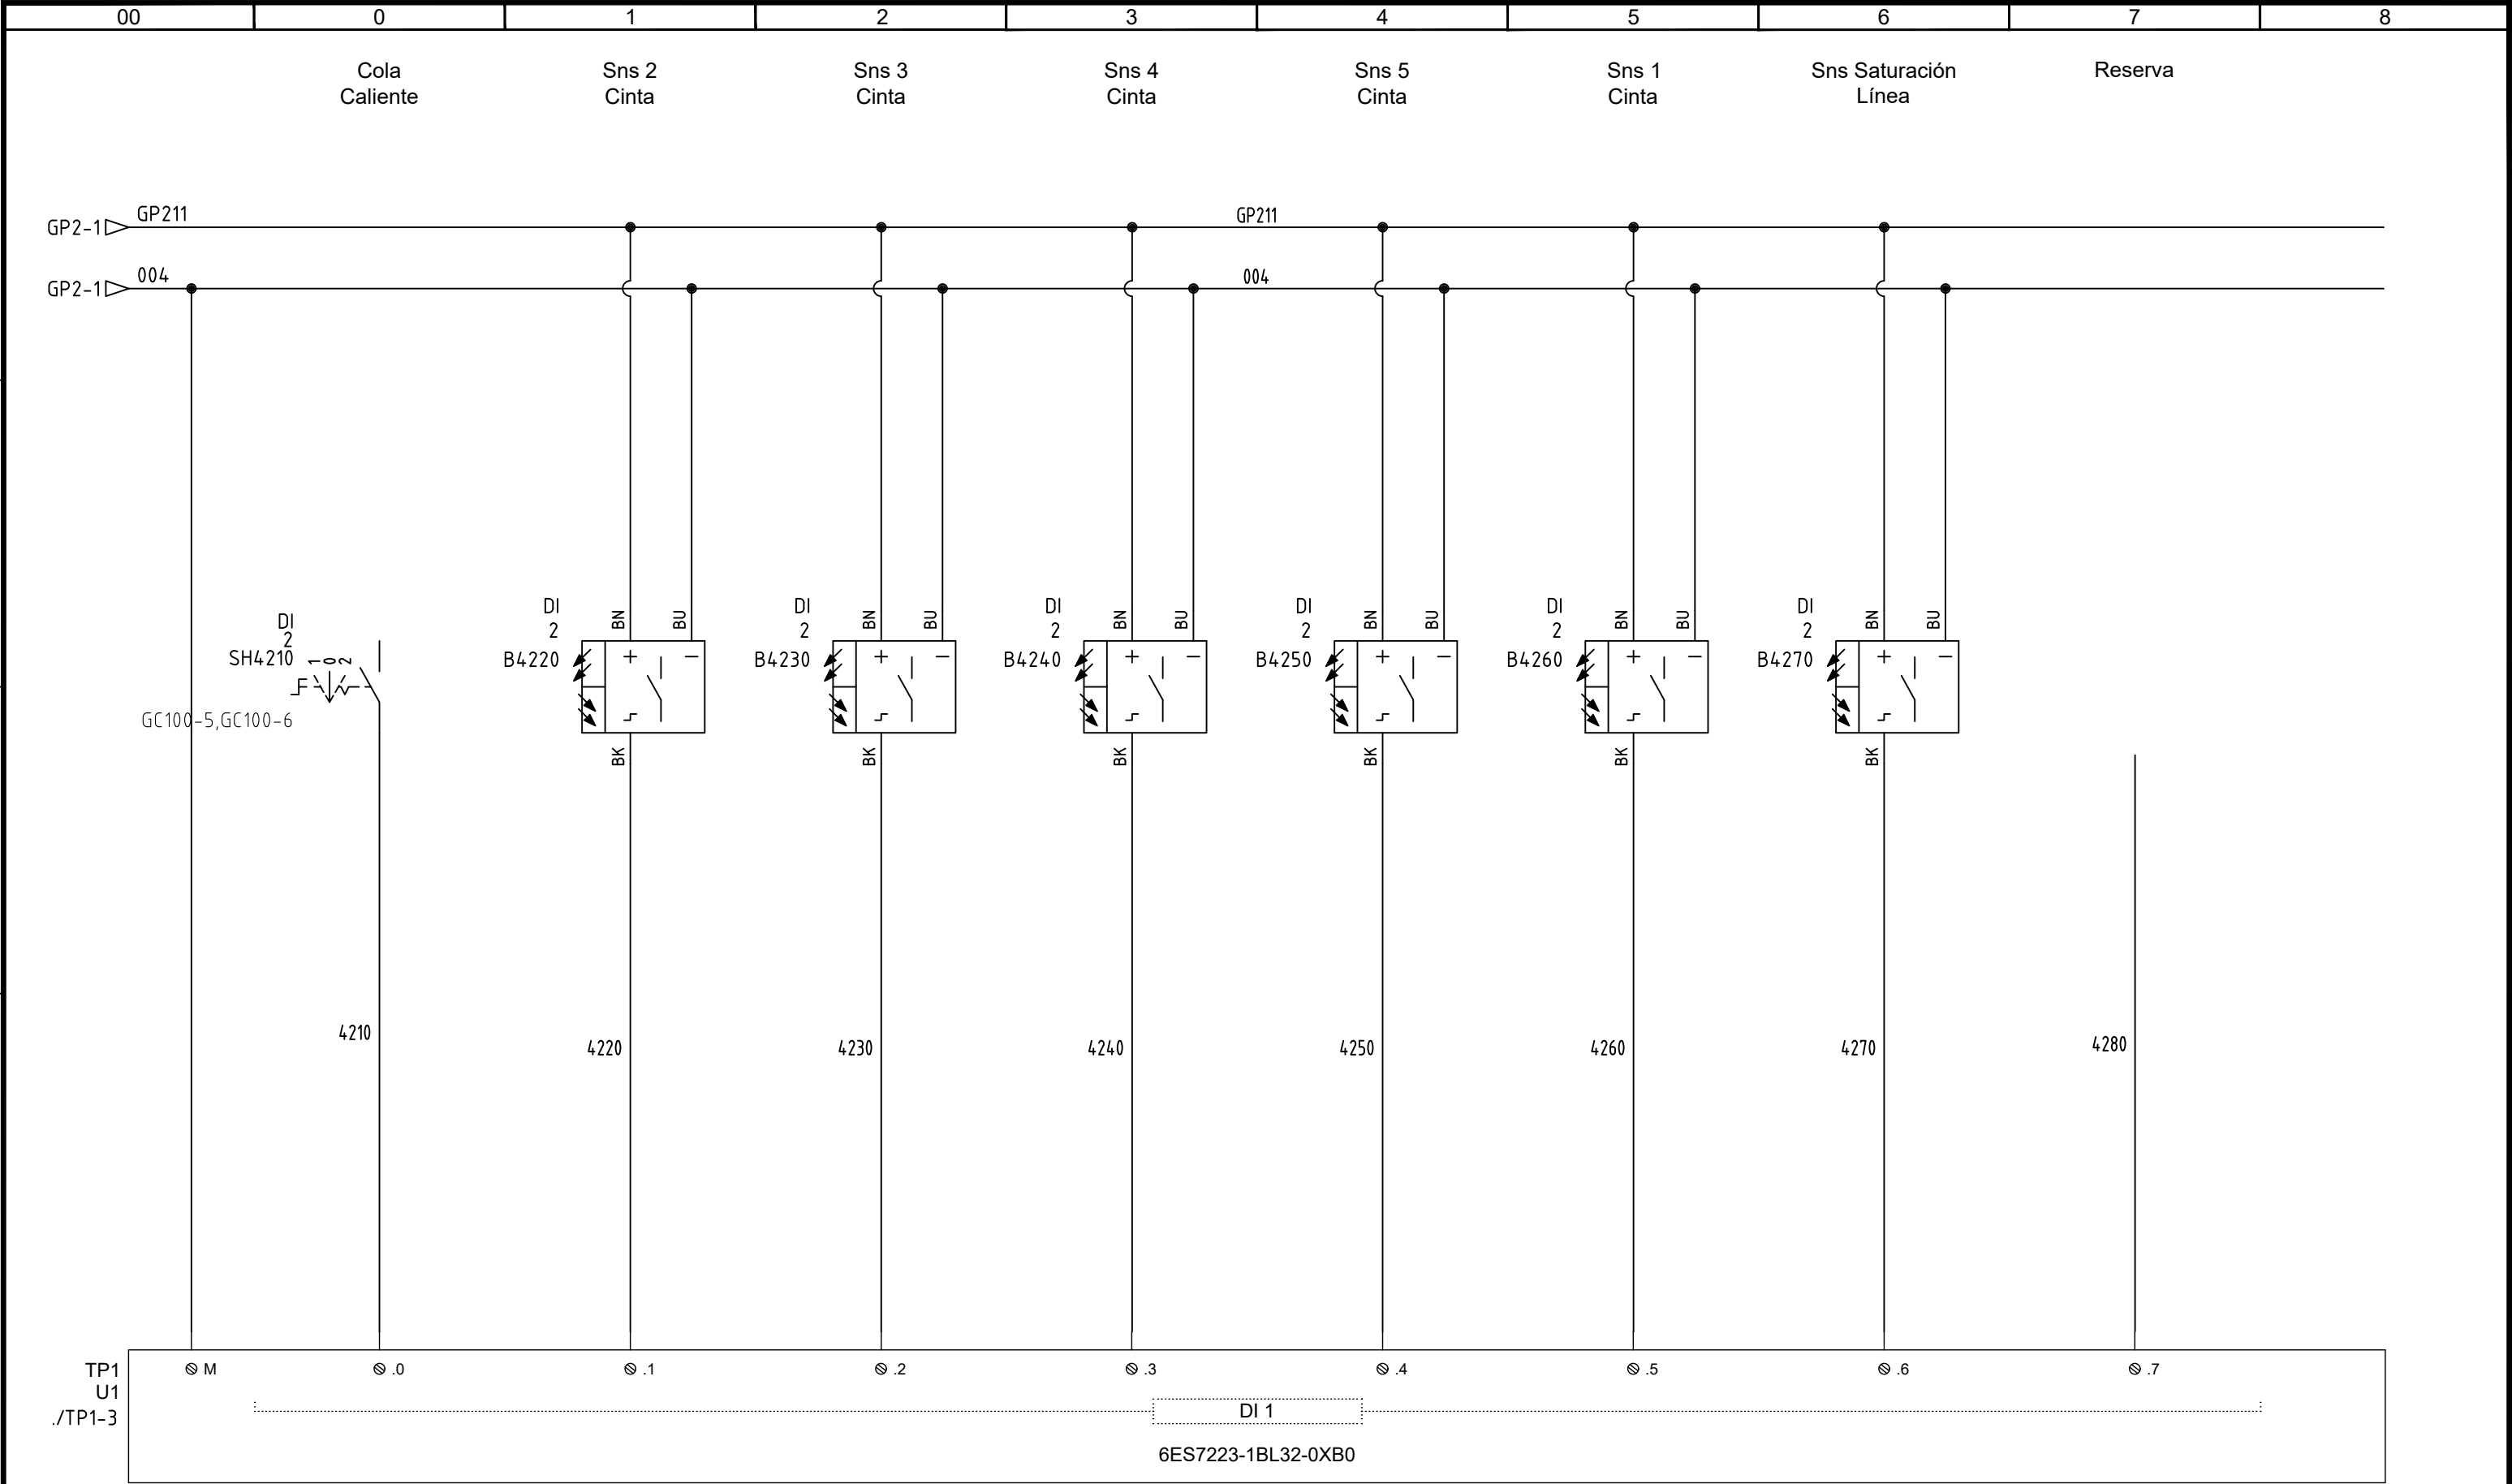 00 0 1 2 3 4 5 6 7 8
Cola Sns 2 Sns 3 Sns 4 Sns 5 Sns 1 Sns Saturación Reserva
Caliente Cinta Cinta Cinta Cinta Cinta Línea
GP211 GP211
GP2-1
004 004
GP2-1
DI DI DI DI DI DI DI
2 2 2 2 2 2 2
BN BU BN BU BN BU BN BU BN BU BN BU
SH4210 1 0 2 B4220 B4230 B4240 B4250 B4260 B4270
+ − + − + − + − + − + −
GC100-5,GC100-6
BK BK BK BK BK BK
4210 4220 4230 4240 4250 4260 4270 4280
TP1 M .0 .1 .2 .3 .4 .5 .6 .7
U1
./TP1-3 DI 1
6ES7223-1BL32-0XB0